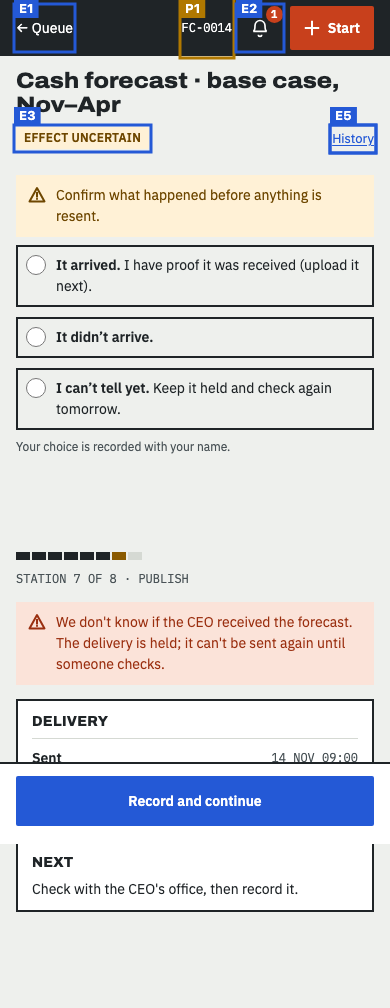 E1
P1
E2
1
← Queue
FC-0014
+ Start
Cash forecast · base case,
Nov–Apr
E3
E5
EFFECT UNCERTAIN
History
Confirm what happened before anything is
resent.
It arrived. I have proof it was received (upload it
next).
It didn’t arrive.
I can’t tell yet. Keep it held and check again
tomorrow.
Your choice is recorded with your name.
STATION 7 OF 8 · PUBLISH
We don't know if the CEO received the forecast.
The delivery is held; it can't be sent again until
someone checks.
DELIVERY
Sent 14 NOV 09:00
Record and continue
NEXT
Check with the CEO's office, then record it.